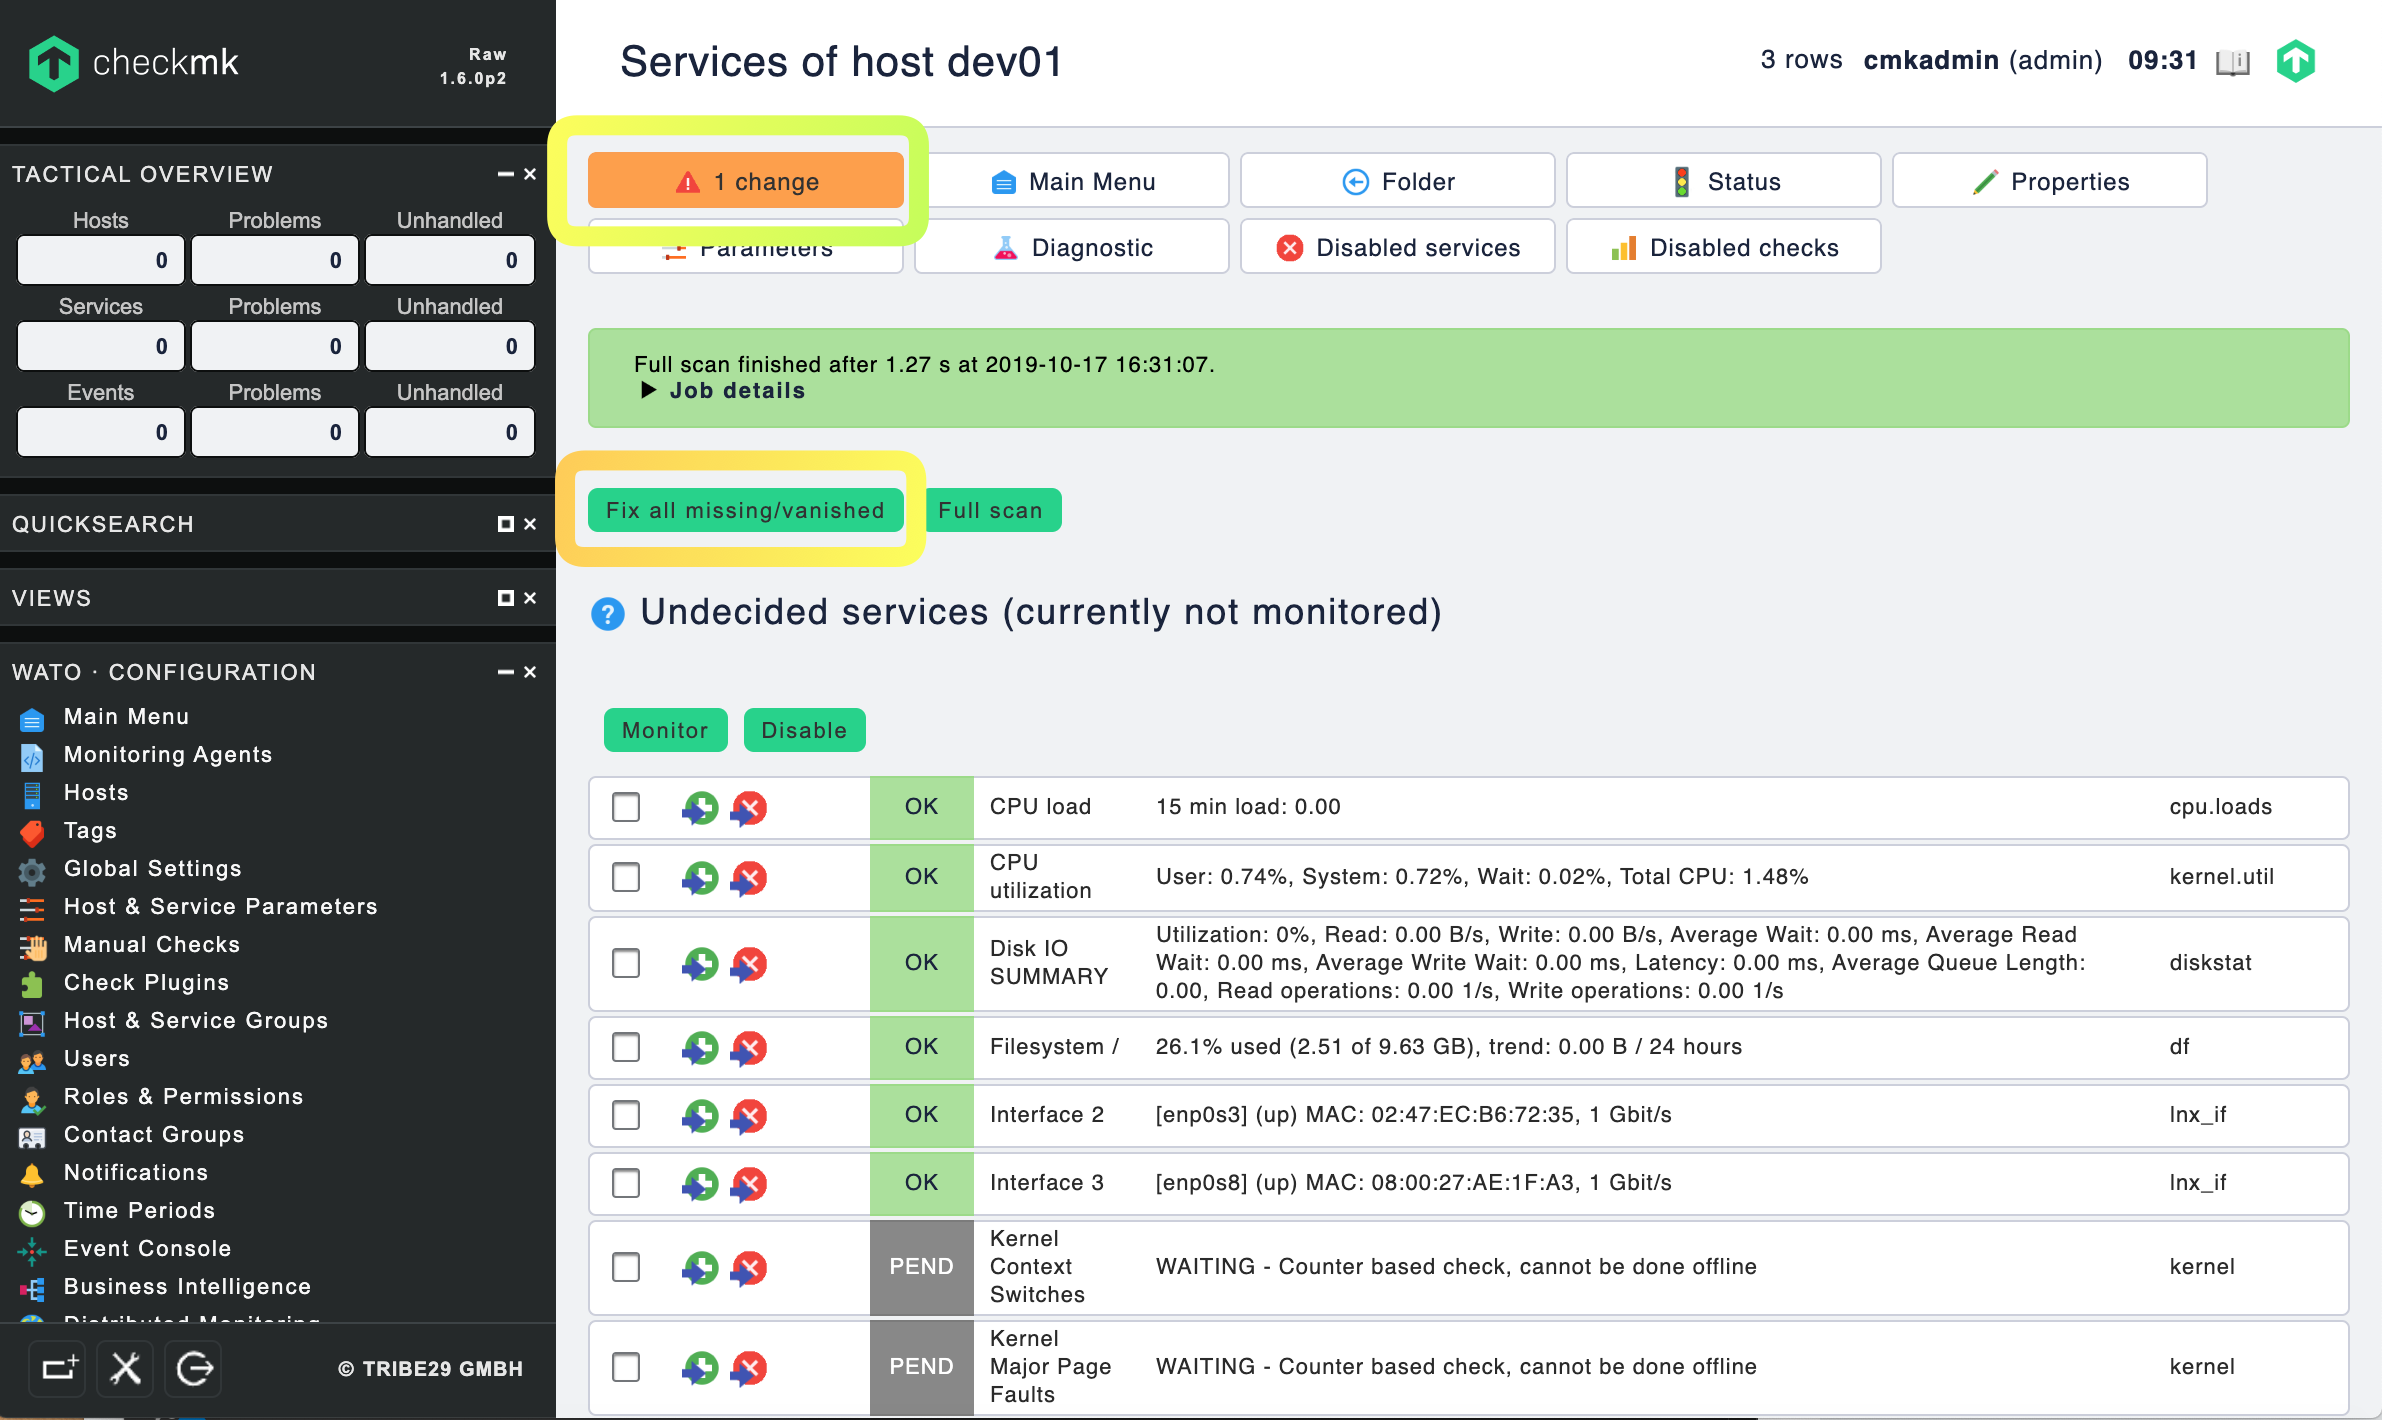 checkmk
Raw
1.6.0p2
Services of host dev01
3 rows cmkadmin (admin) 09:31
TACTICAL OVERVIEW
Hosts Problems Unhandled
0 0 0
Services Problems Unhandled
0 0 0
Events Problems Unhandled
0 0 0
QUICKSEARCH
VIEWS
WATO · CONFIGURATION
Main Menu
Monitoring Agents
Hosts
Tags
Global Settings
Host & Service Parameters
Manual Checks
Check Plugins
Host & Service Groups
Users
Roles & Permissions
Contact Groups
Notifications
Time Periods
Event Console
Business Intelligence
Distributed Monitoring
© TRIBE29 GMBH
1 change
Main Menu
Folder
Status
Properties
Parameters
Diagnostic
Disabled services
Disabled checks
Full scan finished after 1.27 s at 2019-10-17 16:31:07.
Job details
Fix all missing/vanished
Full scan
Undecided services (currently not monitored)
Monitor
Disable
OK CPU load 15 min load: 0.00 cpu.loads
OK CPU
utilization User: 0.74%, System: 0.72%, Wait: 0.02%, Total CPU: 1.48% kernel.util
OK Disk IO
SUMMARY
Utilization: 0%, Read: 0.00 B/s, Write: 0.00 B/s, Average Wait: 0.00 ms, Average Read
Wait: 0.00 ms, Average Write Wait: 0.00 ms, Latency: 0.00 ms, Average Queue Length:
0.00, Read operations: 0.00 1/s, Write operations: 0.00 1/s
diskstat
OK Filesystem / 26.1% used (2.51 of 9.63 GB), trend: 0.00 B / 24 hours df
OK Interface 2 [enp0s3] (up) MAC: 02:47:EC:B6:72:35, 1 Gbit/s lnx_if
OK Interface 3 [enp0s8] (up) MAC: 08:00:27:AE:1F:A3, 1 Gbit/s lnx_if
PEND Kernel
Context
Switches
WAITING - Counter based check, cannot be done offline kernel
PEND Kernel
Major Page
Faults
WAITING - Counter based check, cannot be done offline kernel